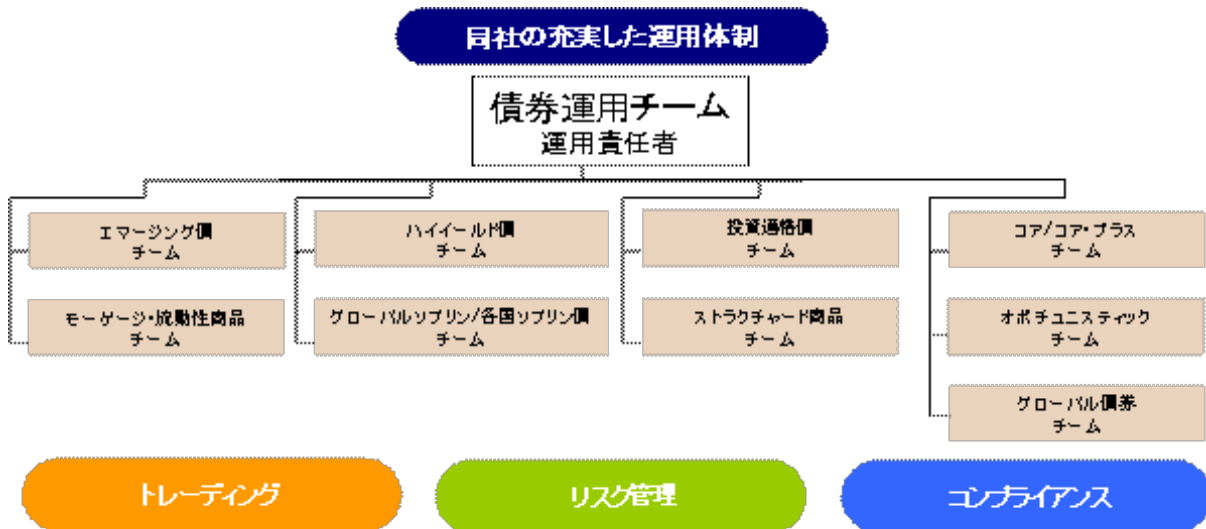 同社の充実した運用体制
債券運用チーム
運用責任者
エマージング債
チーム
ハイイールド債
チーム
投資適格債
チーム
コア/コア・プラス
チーム
モーゲージ・流動性商品
チーム
グローバルソブリン/各国ソブリン債
チーム
ストラクチャード商品
チーム
オポチュニスティック
チーム
グローバル債券
チーム
トレーディング
リスク管理
コンプライアンス